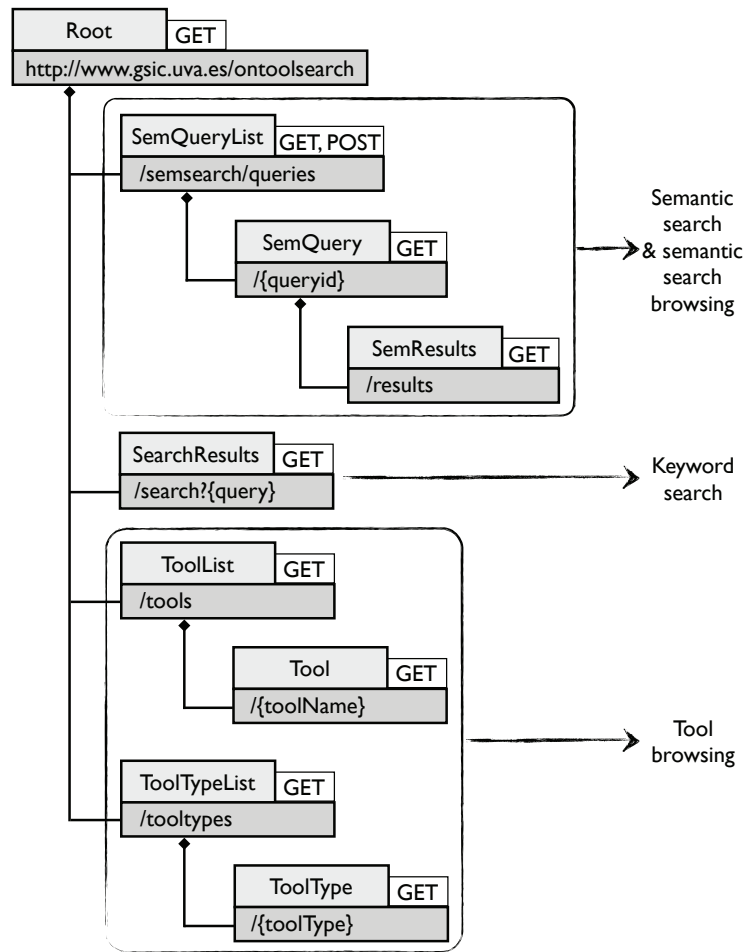 Root
GET
http://www.gsic.uva.es/ontoolsearch
SemQueryList
GET, POST
/semsearch/queries
SemQuery
GET
/{queryid}
SemResults
GET
/results
Semantic
search
& semantic
search
browsing
SearchResults
GET
/search?{query}
Keyword
search
ToolList
GET
/tools
Tool
GET
/{toolName}
ToolTypeList
GET
/tooltypes
ToolType
GET
/{toolType}
Tool
browsing